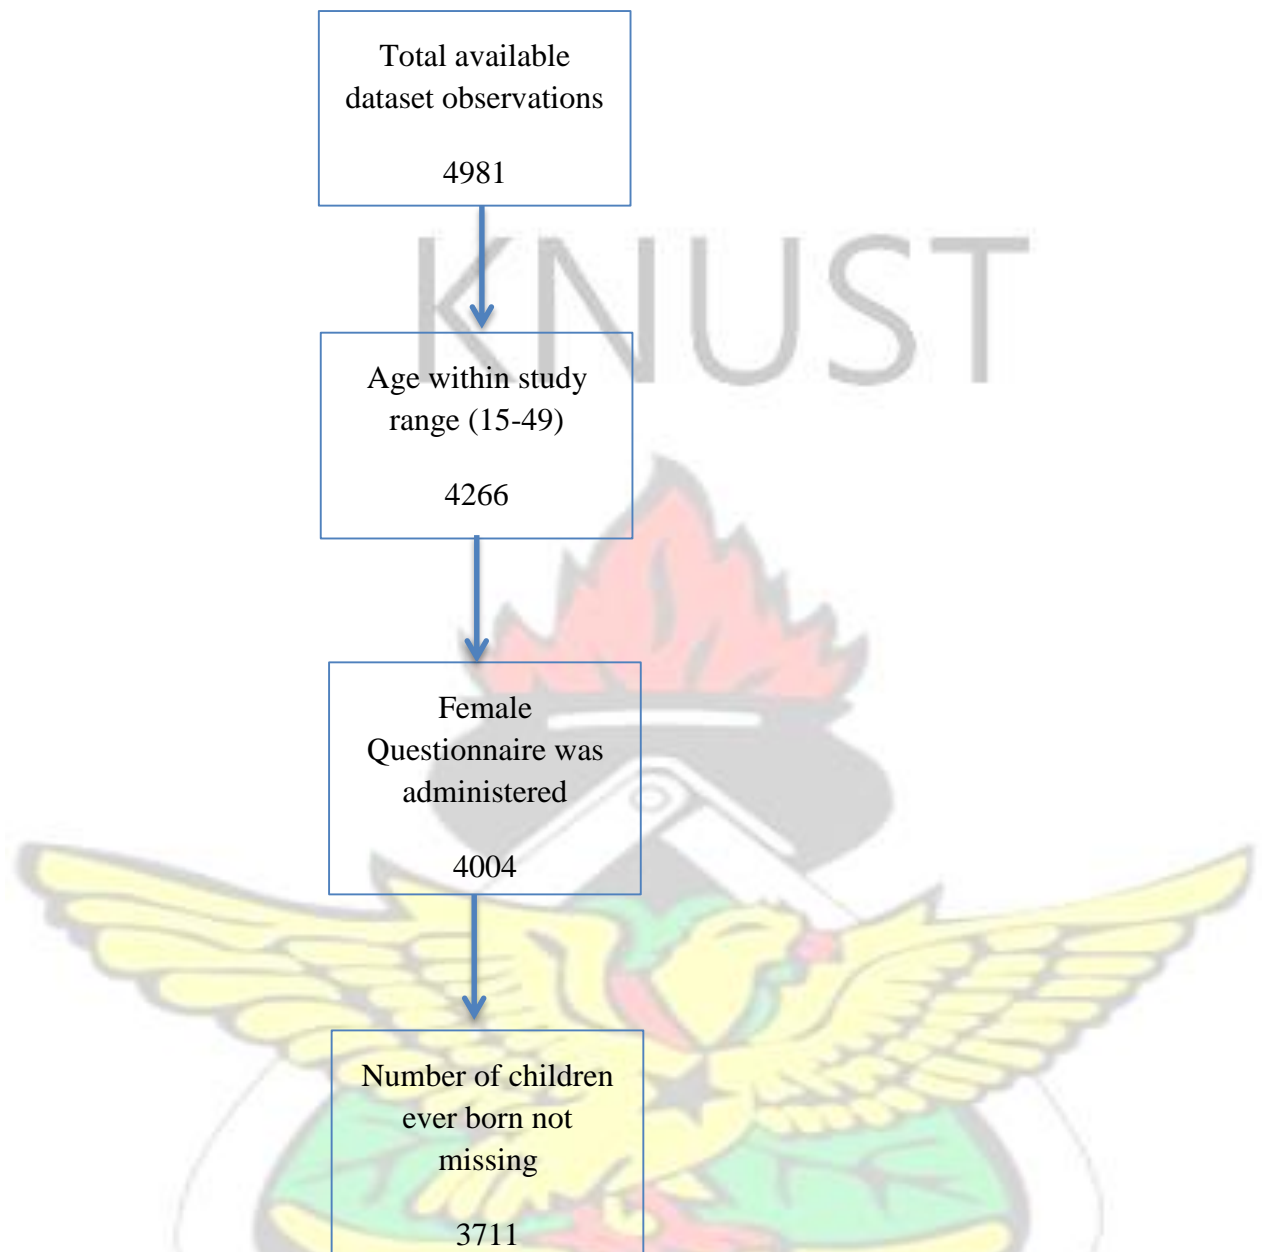 Total available
dataset observations
4981
KNUST
Age within study
range (15-49)
4266
Female
Questionnaire was
administered
4004
Number of children
ever born not
missing
3711